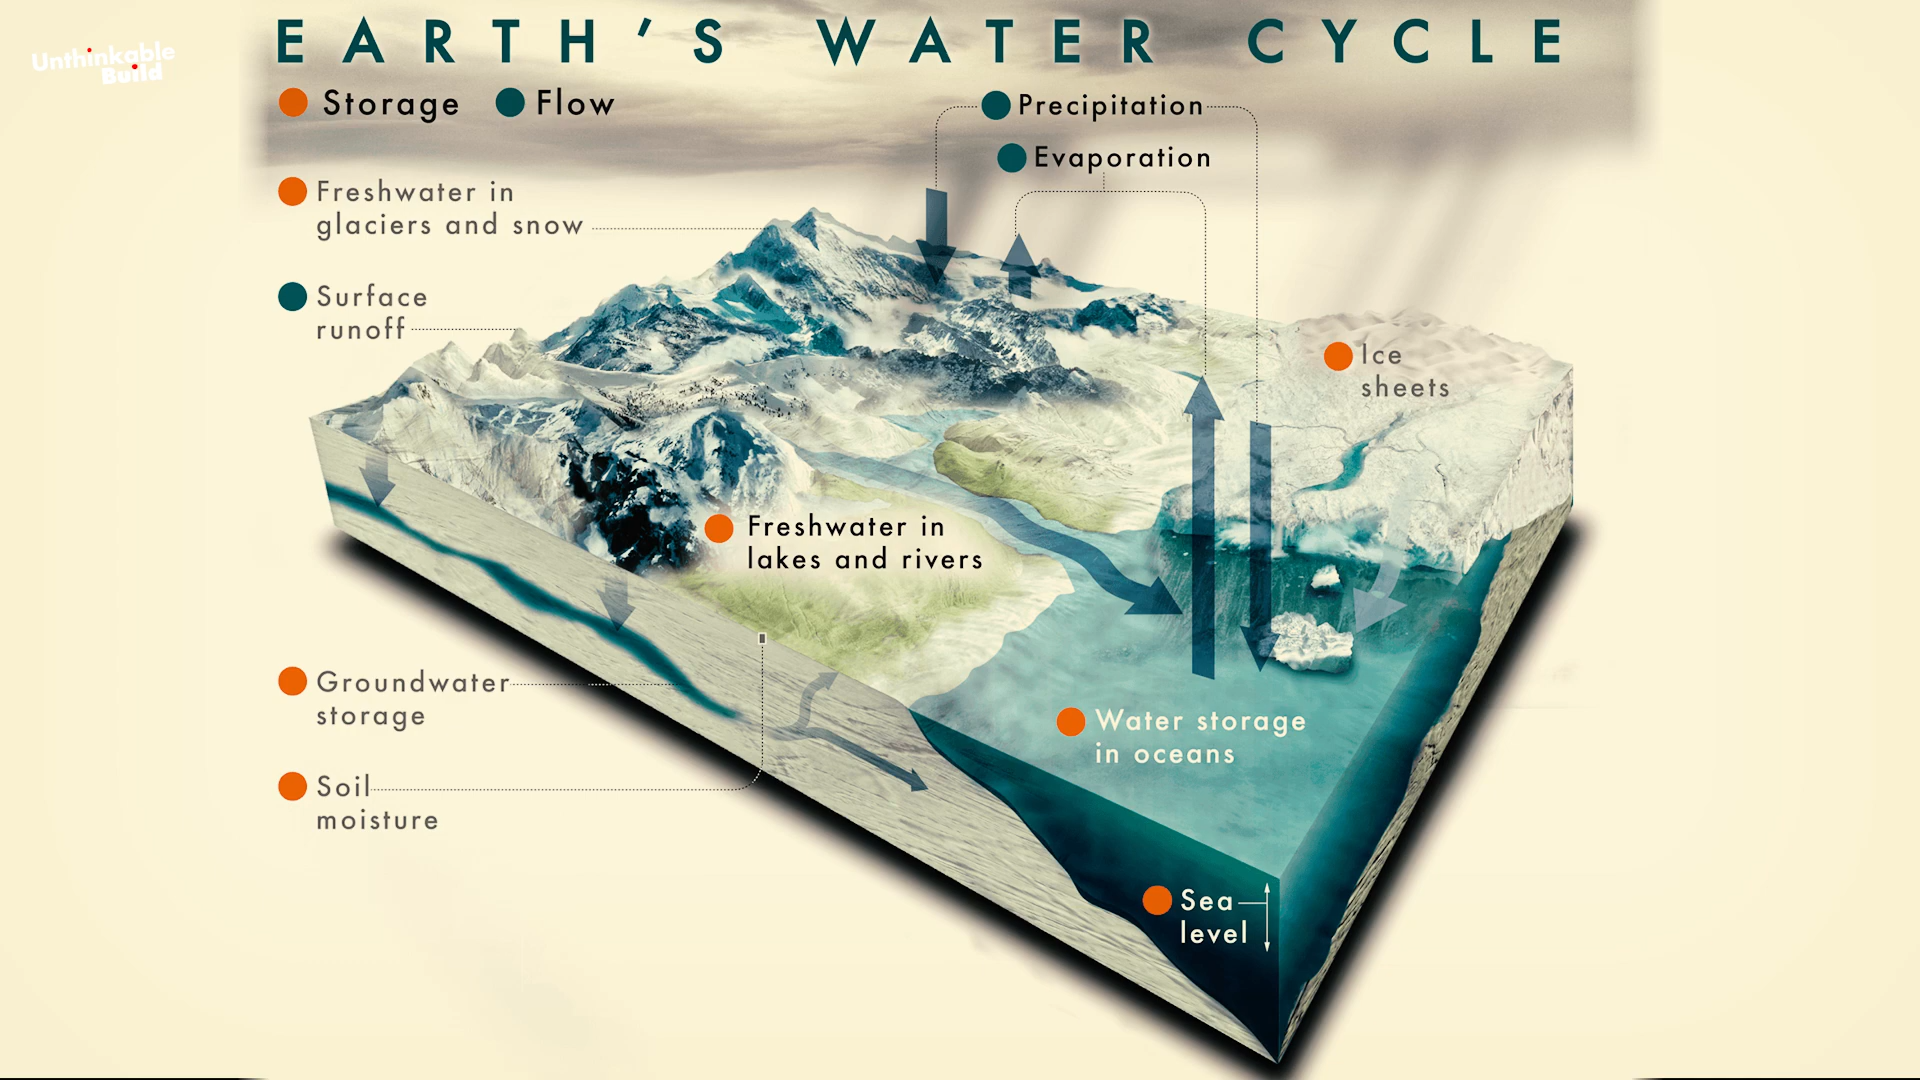 Unthinkable
Build
EARTH'S WATER CYCLE
Storage
Flow
Precipitation
Evaporation
Freshwater in
glaciers and snow
Surface
runoff
Ice
sheets
Freshwater in
lakes and rivers
Groundwater
storage
Water storage
in oceans
Soil
moisture
Sea
level